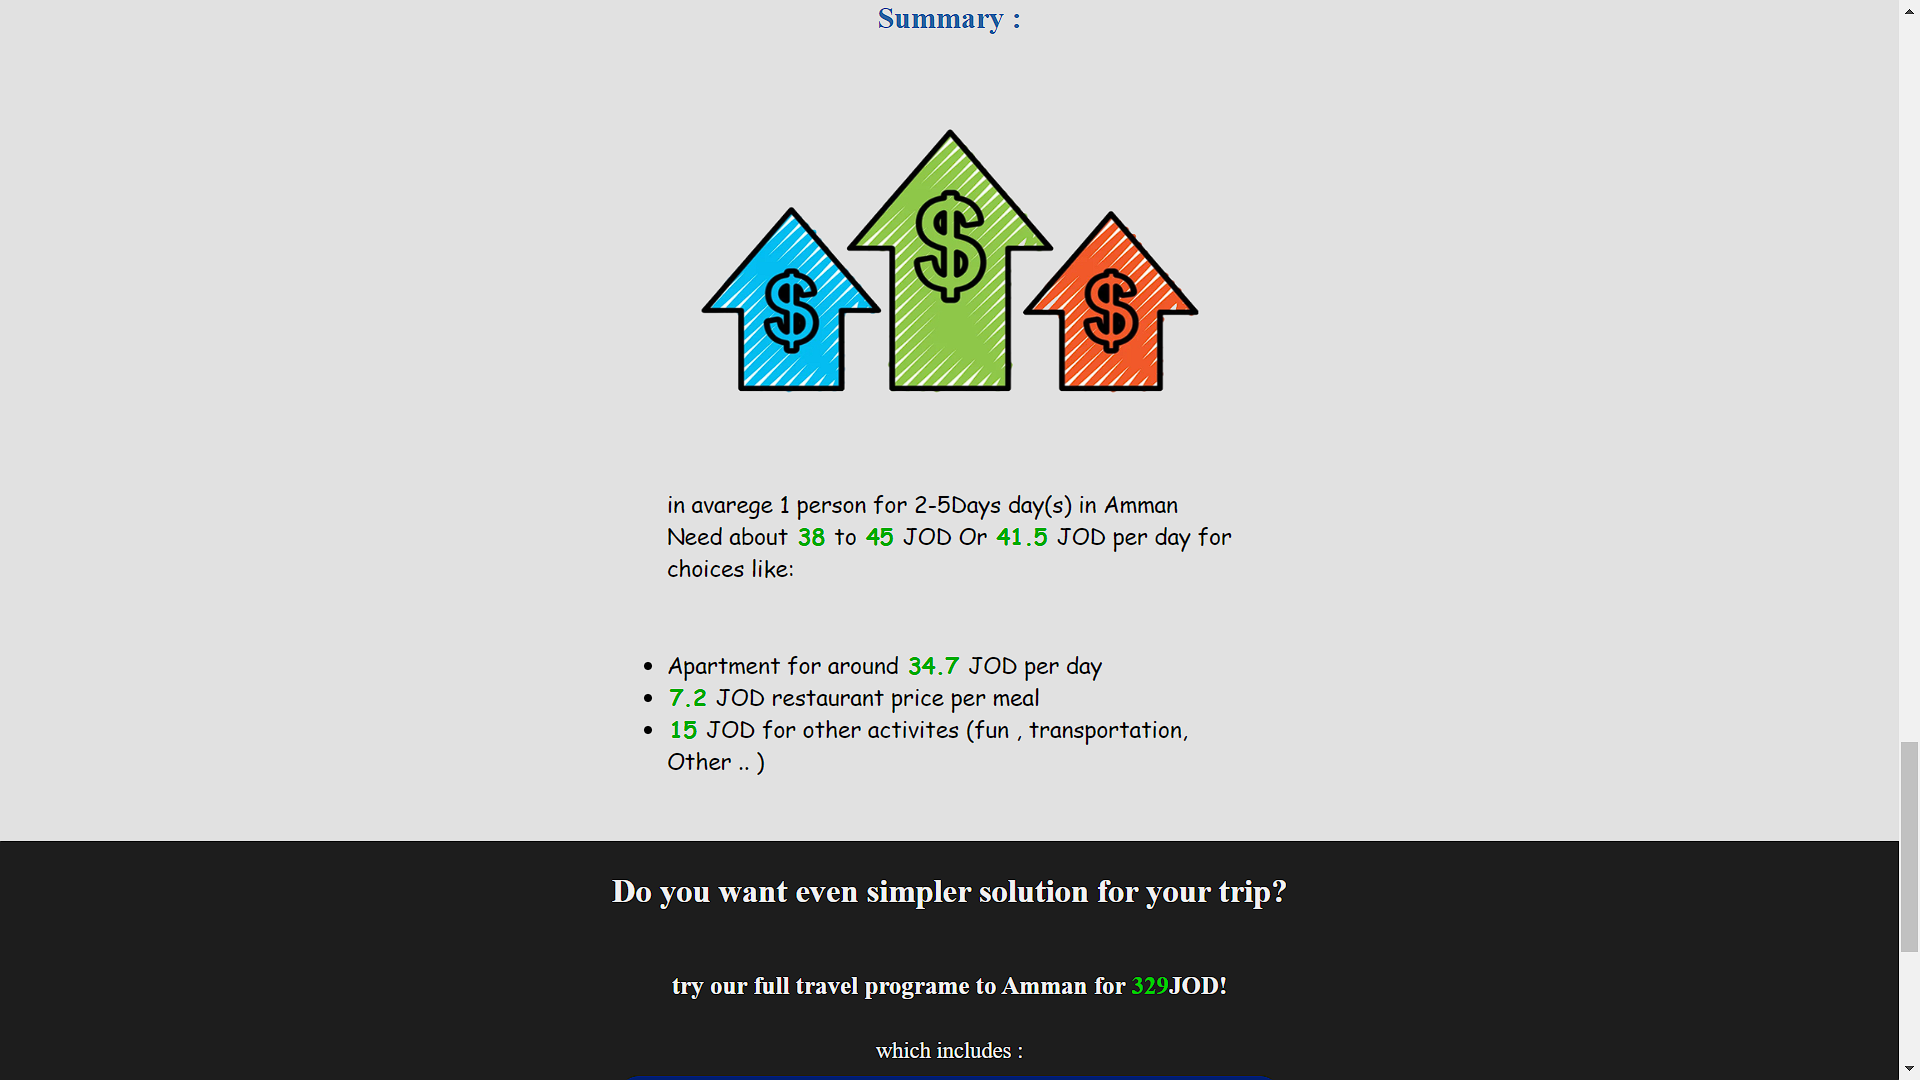 Summary :
$ $ $
in avarege 1 person for 2-5Days day(s) in Amman
Need about 38 to 45 JOD Or 41.5 JOD per day for
choices like:
Apartment for around 34.7 JOD per day
7.2 JOD restaurant price per meal
15 JOD for other activites (fun , transportation,
Other .. )
Do you want even simpler solution for your trip?
try our full travel programe to Amman for 329JOD!
which includes :